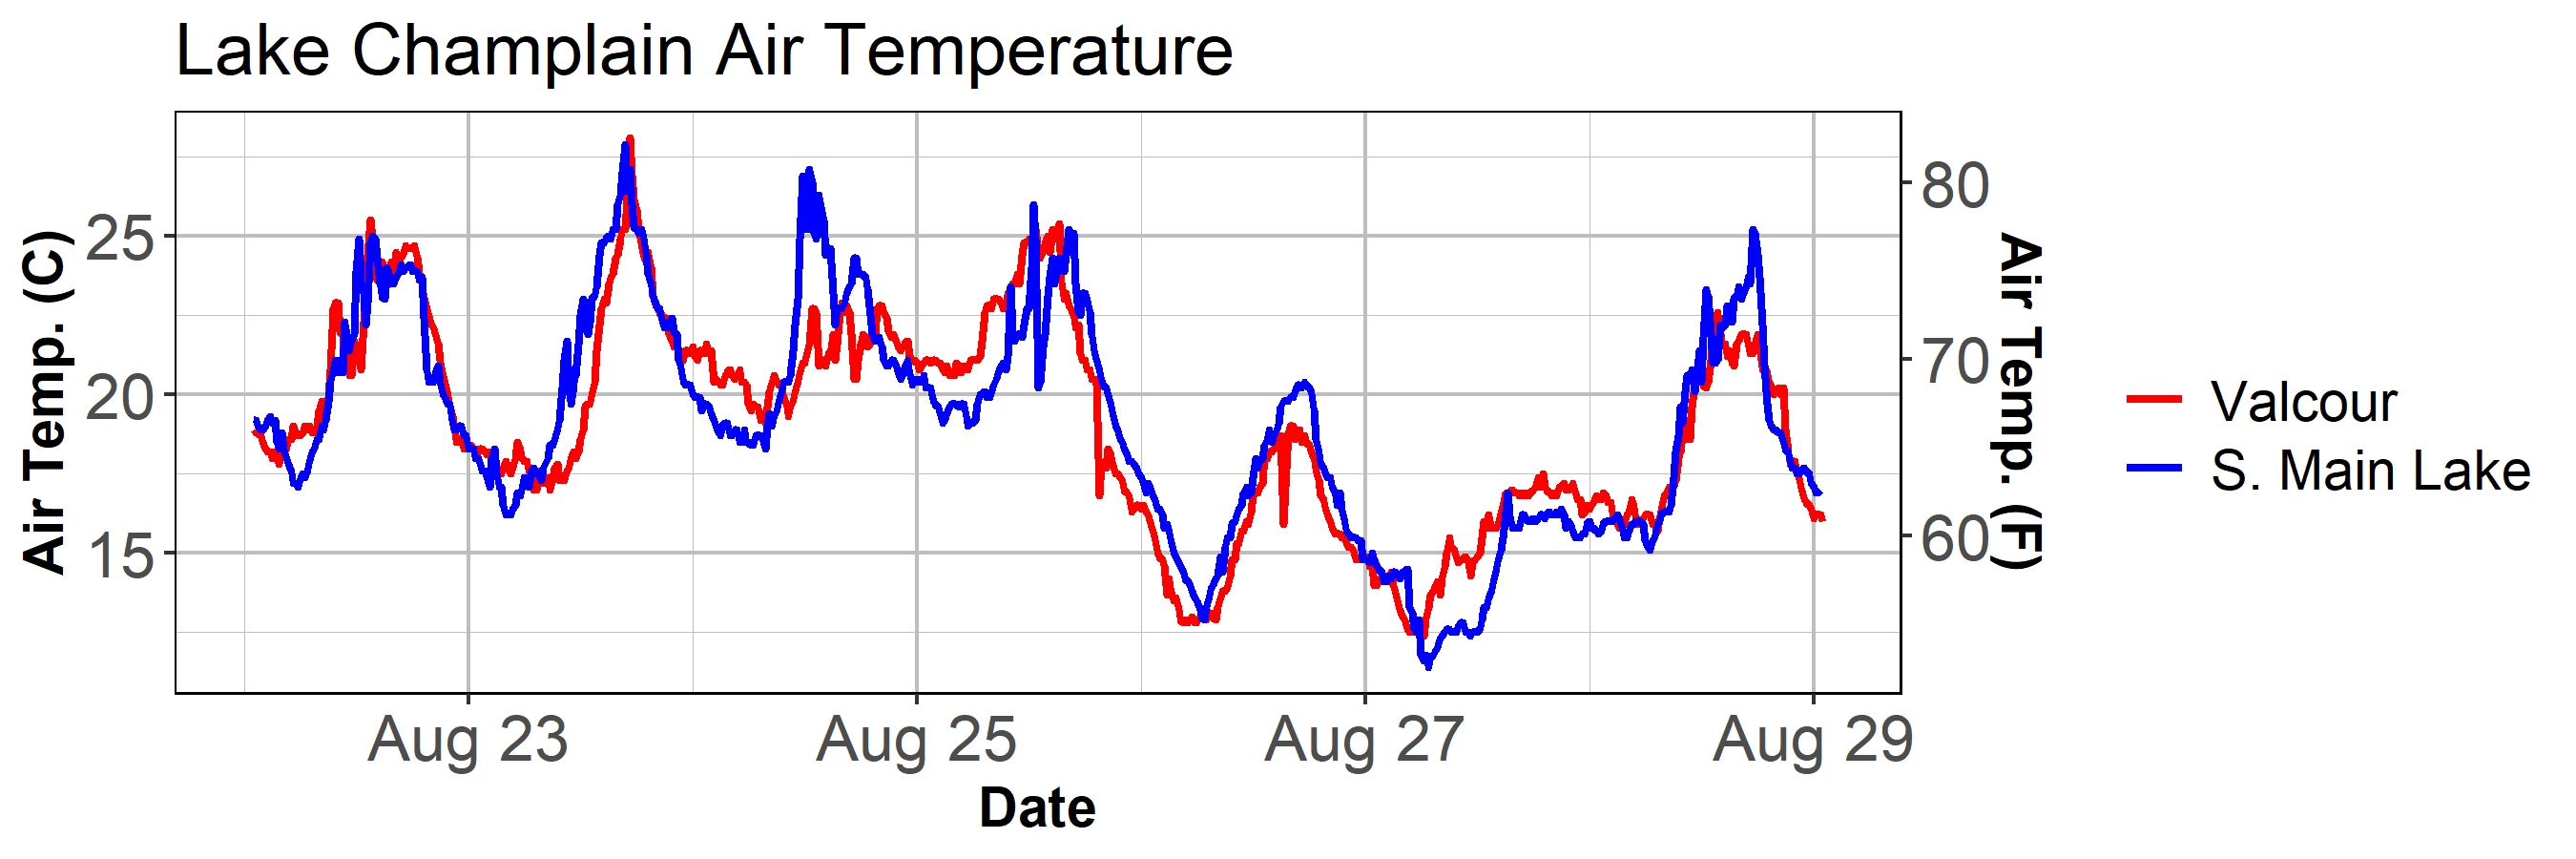 Lake Champlain Air Temperature
Air Temp. (C)
25
20
15
80
70
60
Air Temp. (F)
Aug 23
Aug 25
Aug 27
Aug 29
Date
Valcour
S. Main Lake